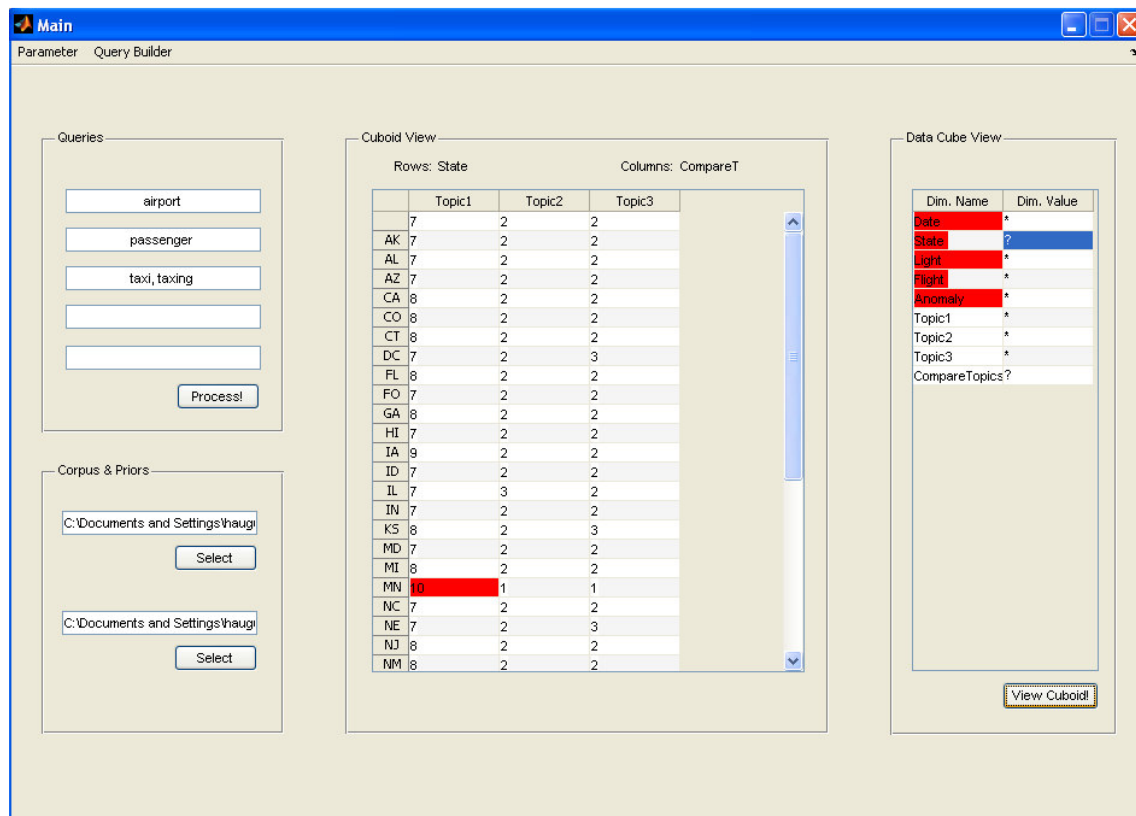 Main
Parameter Query Builder
Queries
airport
passenger
taxi, taxing
Process!
Corpus & Priors
C:\Documents and Settings\haug
Select
C:\Documents and Settings\haug
Select
Cuboid View
Rows: State Columns: CompareT
Topic1 Topic2 Topic3
7 2 2
AK 7 2 2
AL 7 2 2
AZ 7 2 2
CA 8 2 2
CO 8 2 2
CT 8 2 2
DC 7 2 3
FL 8 2 2
FO 7 2 2
GA 8 2 2
HI 7 2 2
IA 9 2 2
ID 7 2 2
IL 7 3 2
IN 7 2 2
KS 8 2 3
MD 7 2 2
MI 8 2 2
MN 10 1 1
NC 7 2 2
NE 7 2 3
NJ 8 2 2
NM 8 2 2
Data Cube View
Dim. Name Dim. Value
Date *
State ?
Light *
Flight *
Anomaly *
Topic1 *
Topic2 *
Topic3 *
CompareTopics ?
View Cuboid!